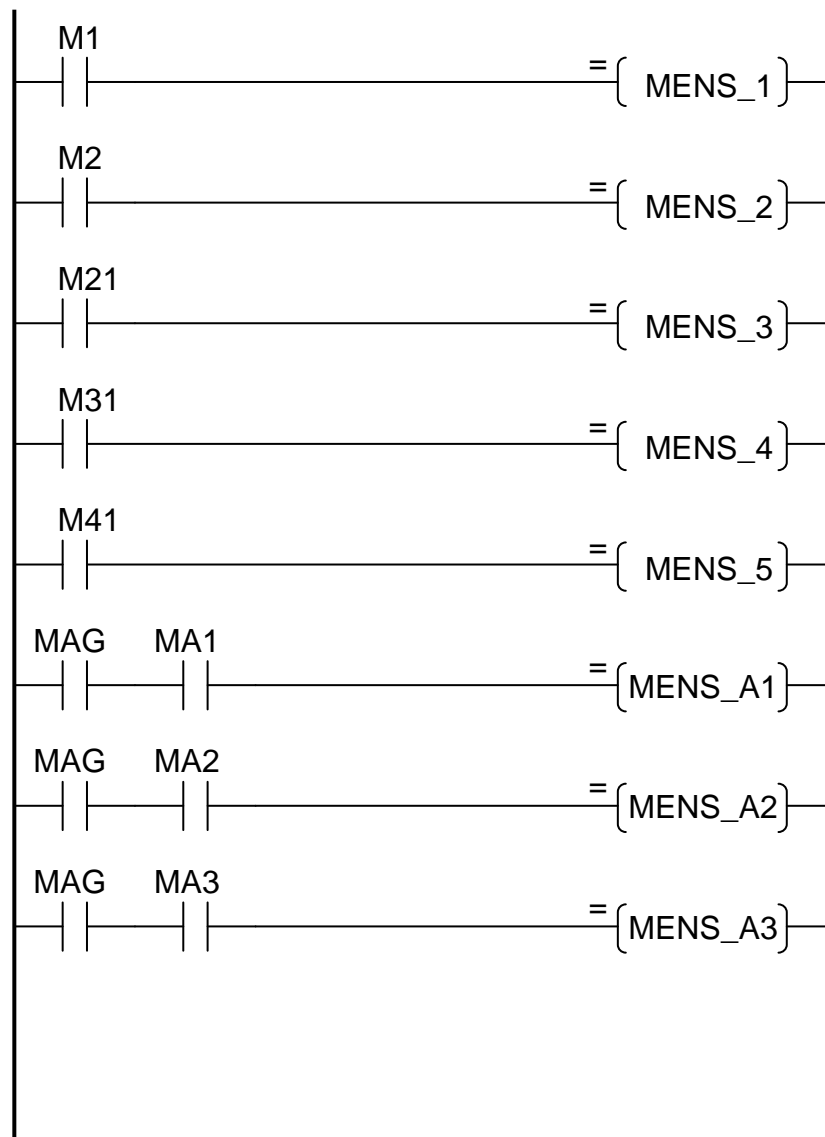 M1
= MENS_1
M2
= MENS_2
M21
= MENS_3
M31
= MENS_4
M41
= MENS_5
MAG MA1
= MENS_A1
MAG MA2
= MENS_A2
MAG MA3
= MENS_A3